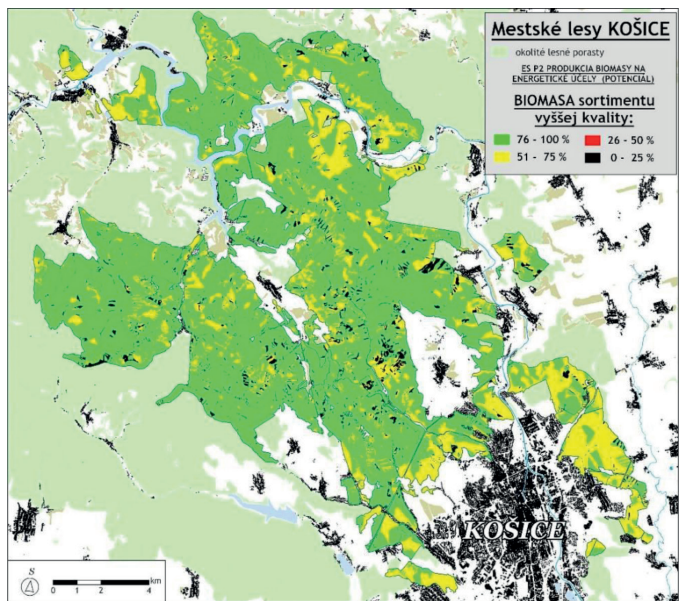 Mestské lesy KOŠICE
okolité lesné porasty
ES P2 PRODUKCIA BIOMASY NA
ENERGETICKÉ ÚČELY (POTENCIÁL)
BIOMASA sortimentu
vyššej kvality:
76 - 100 %
26 - 50 %
51 - 75 %
0 - 25 %
KOŠICE
S
km
0 1 2 4